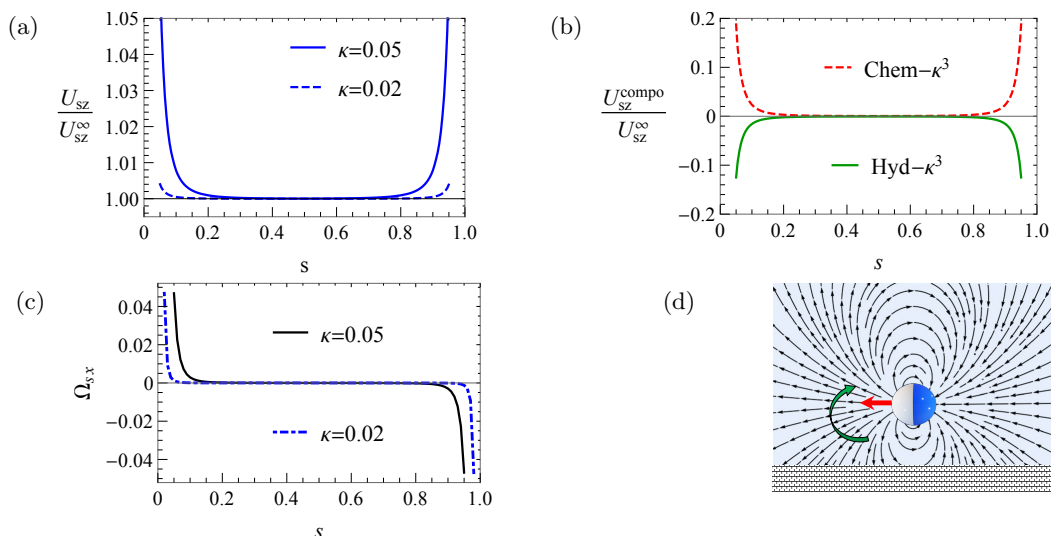 (a)
1.05
1.04
1.03
1.02
1.01
1.00
U_sz
U_sz^∞
κ=0.05
κ=0.02
0 0.2 0.4 0.6 0.8 1.0
s
(b)
0.2
0.1
0
−0.1
−0.2
U_sz^compo
U_sz^∞
Chem−κ³
Hyd−κ³
0 0.2 0.4 0.6 0.8 1.0
s
(c)
0.04
0.02
0
−0.02
−0.04
Ω_sx
κ=0.05
κ=0.02
0 0.2 0.4 0.6 0.8 1.0
s
(d)